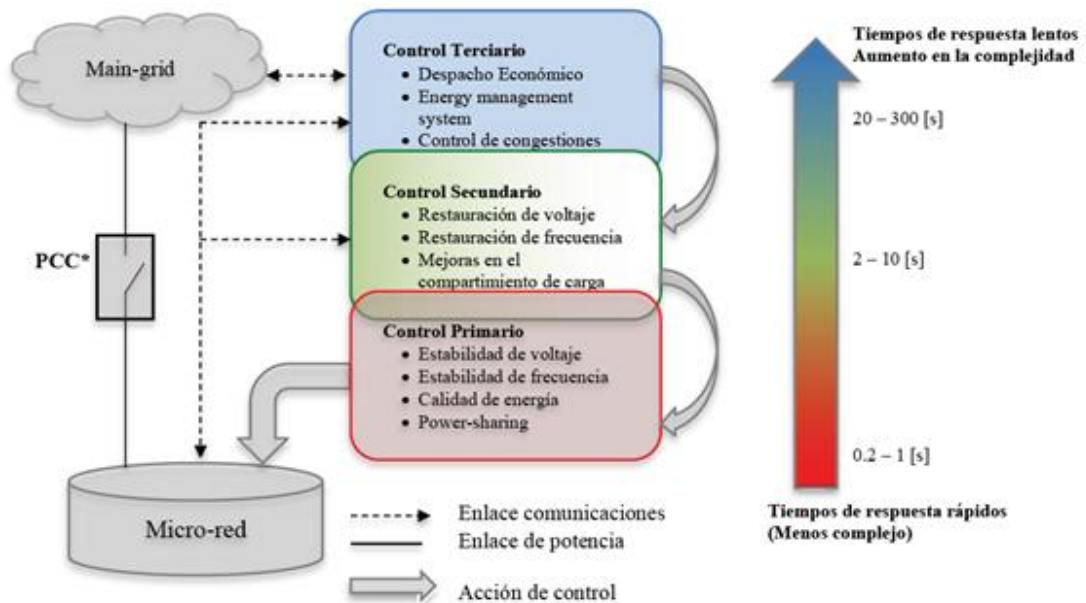 Main-grid
PCC*
Micro-red
Control Terciario
• Despacho Económico
• Energy management
system
• Control de congestiones
Control Secundario
• Restauración de voltaje
• Restauración de frecuencia
• Mejoras en el
compartimiento de carga
Control Primario
• Estabilidad de voltaje
• Estabilidad de frecuencia
• Calidad de energía
• Power-sharing
Enlace comunicaciones
Enlace de potencia
Acción de control
Tiempos de respuesta lentos
Aumento en la complejidad
20 – 300 [s]
2 – 10 [s]
0.2 – 1 [s]
Tiempos de respuesta rápidos
(Menos complejo)